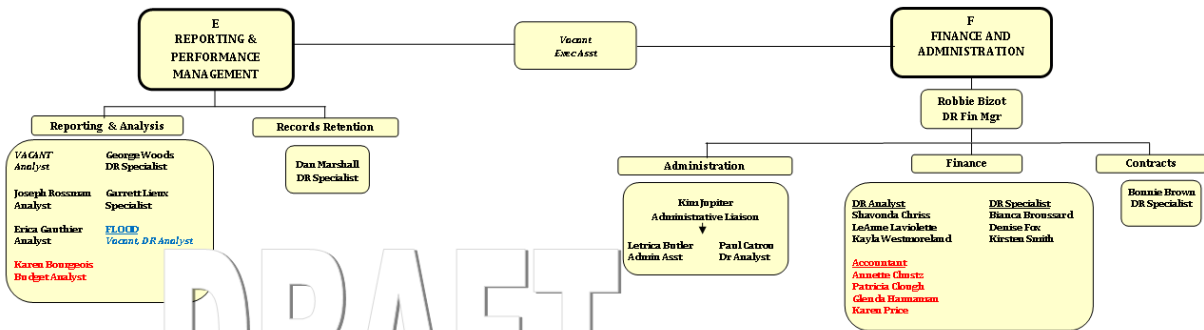 E
REPORTING &
PERFORMANCE
MANAGEMENT
Vacant
Exec Asst
F
FINANCE AND
ADMINISTRATION
Reporting & Analysis
Records Retention
VACANT
Analyst
George Woods
DR Specialist
Joseph Rossman
Analyst
Garrett Lieux
Specialist
Erica Gauthier
Analyst
FLOOD
Vacant, DR Analyst
Karen Bourgeois
Budget Analyst
Dan Marshall
DR Specialist
Robbie Bizot
DR Fin Mgr
Administration
Finance
Contracts
Kim Jupiter
Administrative Liaison
Letrica Butler
Admin Asst
Paul Catrou
Dr Analyst
DR Analyst
Shavonda Chriss
LeAnne Laviolette
Kayla Westmoreland
DR Specialist
Bianca Broussard
Denise Fox
Kirsten Smith
Accountant
Annette Chustz
Patricia Clough
Glenda Hannaman
Karen Price
Bonnie Brown
DR Specialist
DRAFT